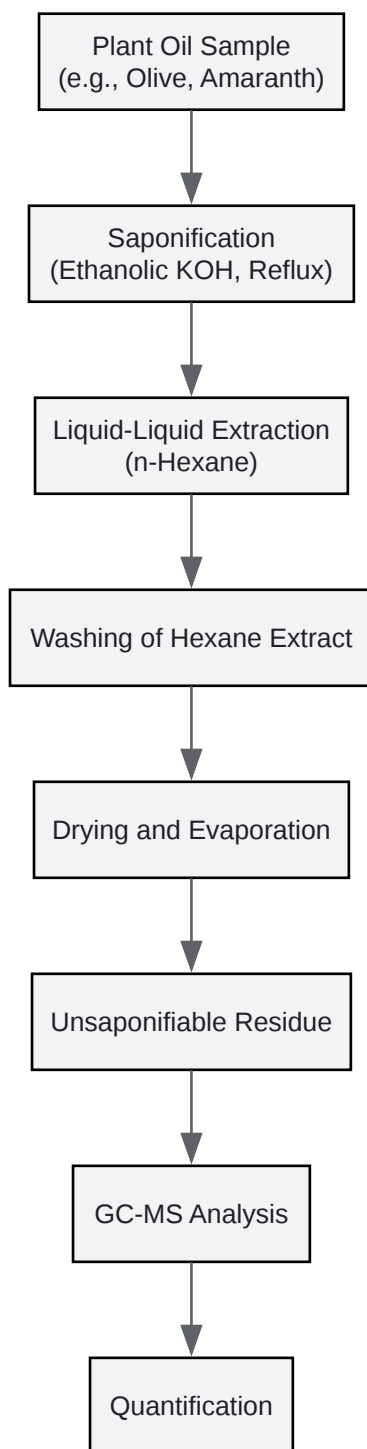 Plant Oil Sample
(e.g., Olive, Amaranth)
Saponification
(Ethanolic KOH, Reflux)
Liquid-Liquid Extraction
(n-Hexane)
Washing of Hexane Extract
Drying and Evaporation
Unsaponifiable Residue
GC-MS Analysis
Quantification